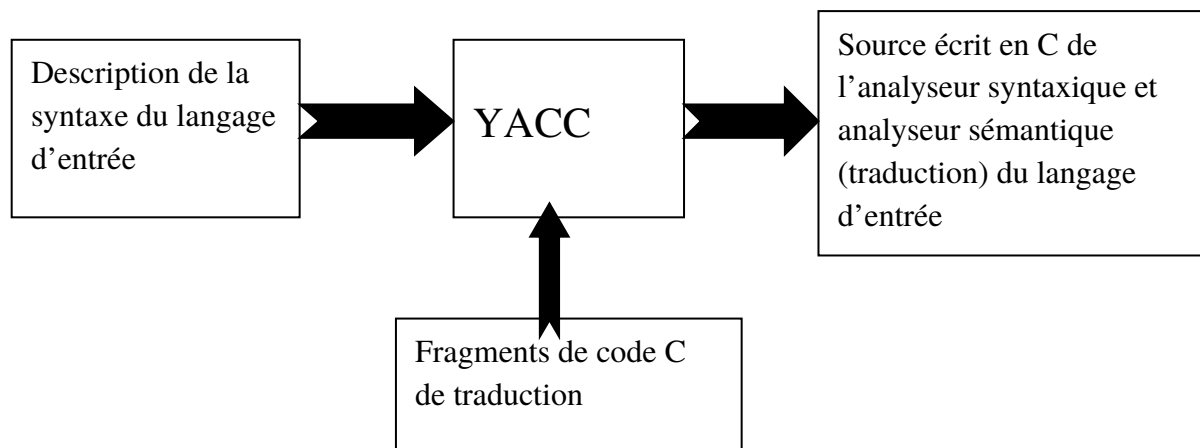 Description de la
syntaxe du langage
d’entrée
YACC
Source écrit en C de
l’analyseur syntaxique et
analyseur sémantique
(traduction) du langage
d’entrée
Fragments de code C
de traduction